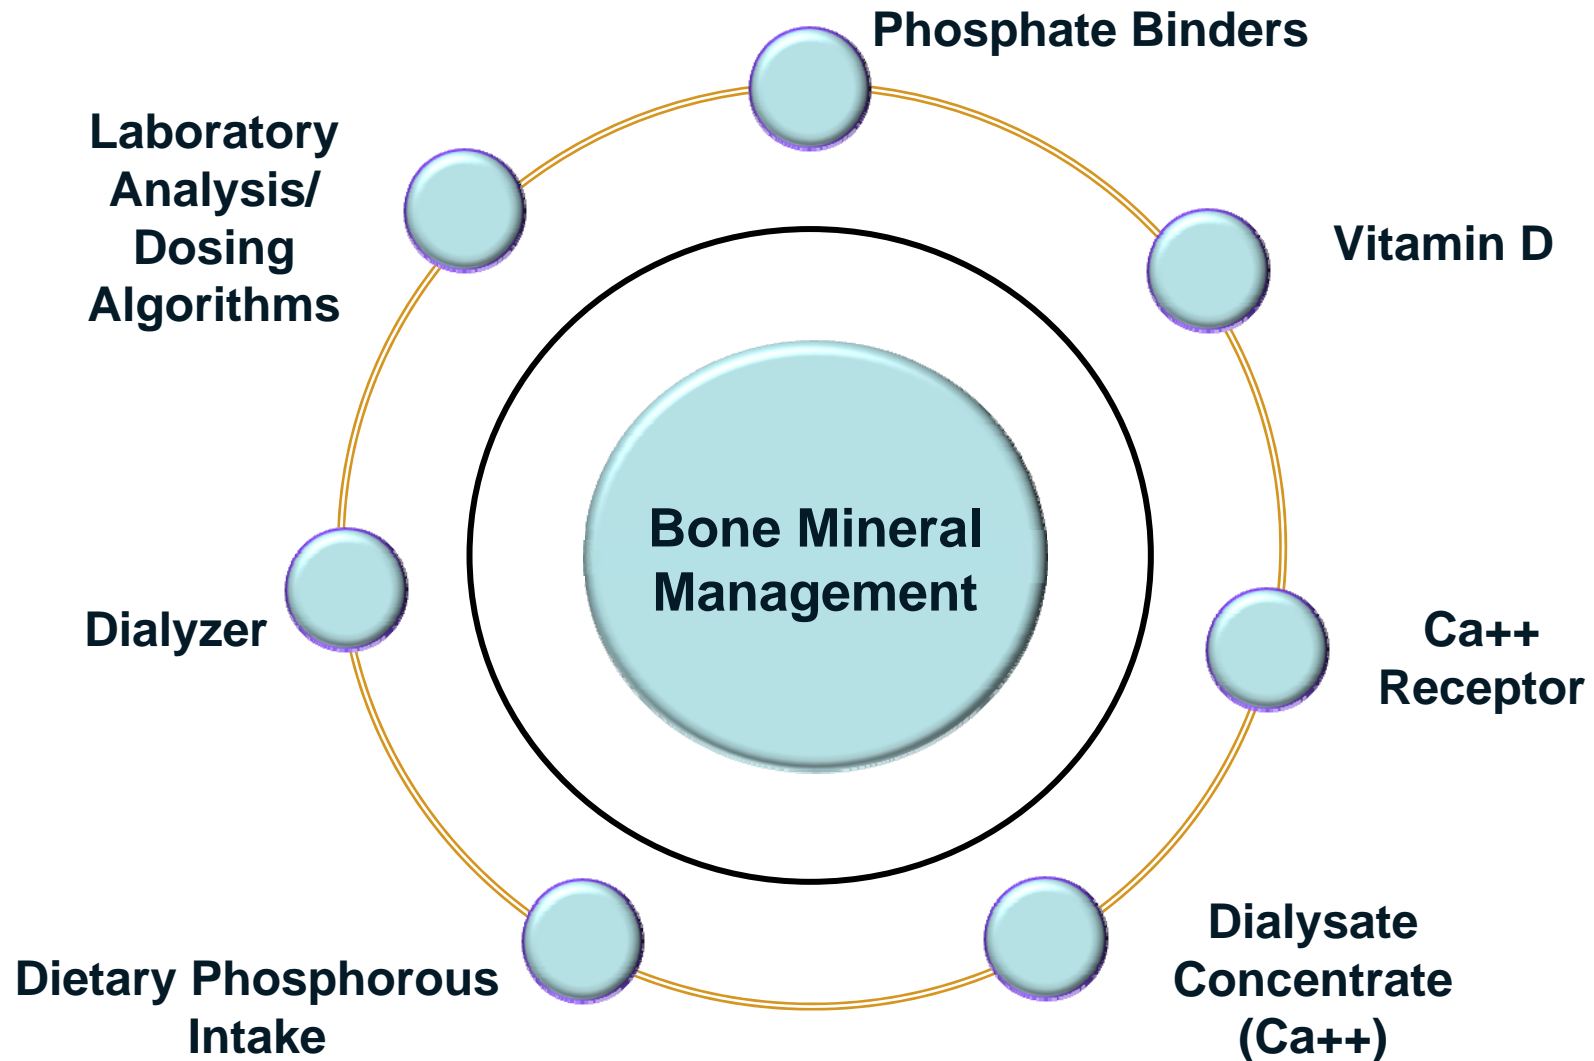 Phosphate Binders
Laboratory
Analysis/
Dosing
Algorithms
Vitamin D
Bone Mineral
Management
Dialyzer
Ca++
Receptor
Dietary Phosphorous
Intake
Dialysate
Concentrate
(Ca++)